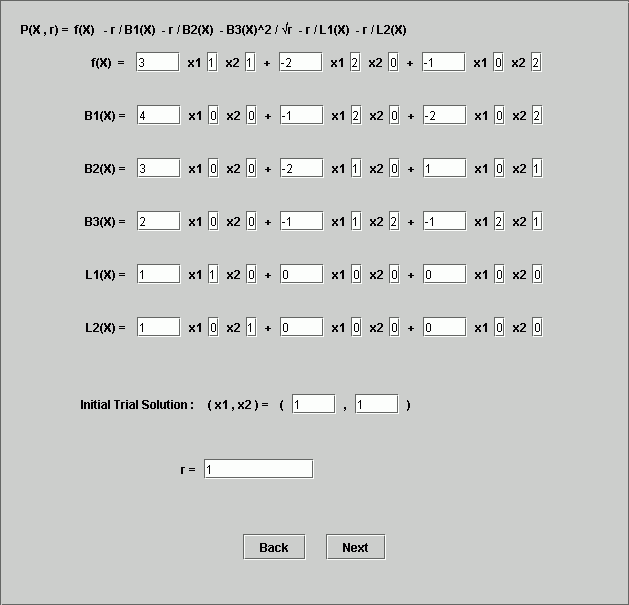 P(X , r) = f(X) - r / B1(X) - r / B2(X) - B3(X)^2 / √r - r / L1(X) - r / L2(X)
f(X) = 3 x1 1 x2 1 + -2 x1 2 x2 0 + -1 x1 0 x2 2
B1(X) = 4 x1 0 x2 0 + -1 x1 2 x2 0 + -2 x1 0 x2 2
B2(X) = 3 x1 0 x2 0 + -2 x1 1 x2 0 + 1 x1 0 x2 1
B3(X) = 2 x1 0 x2 0 + -1 x1 1 x2 2 + -1 x1 2 x2 1
L1(X) = 1 x1 1 x2 0 + 0 x1 0 x2 0 + 0 x1 0 x2 0
L2(X) = 1 x1 0 x2 1 + 0 x1 0 x2 0 + 0 x1 0 x2 0
Initial Trial Solution : ( x1 , x2 ) = ( 1 , 1 )
r = 1
Back Next